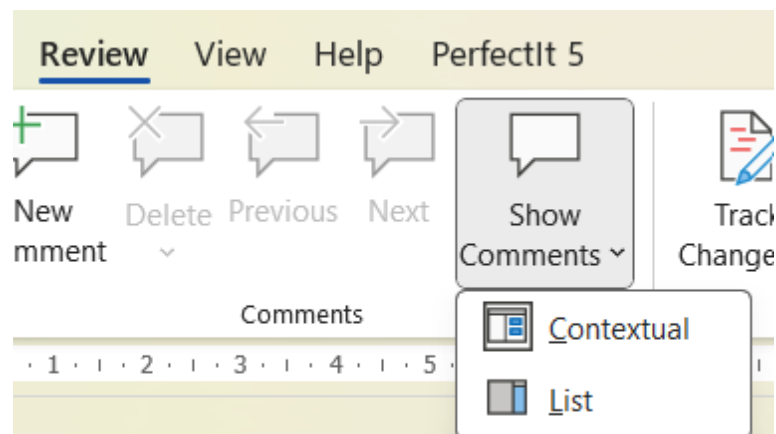 Review View Help PerfectIt 5
New Delete Previous Next Show Track
mment Comments Change
Comments
1 2 3 4 5
Contextual
List